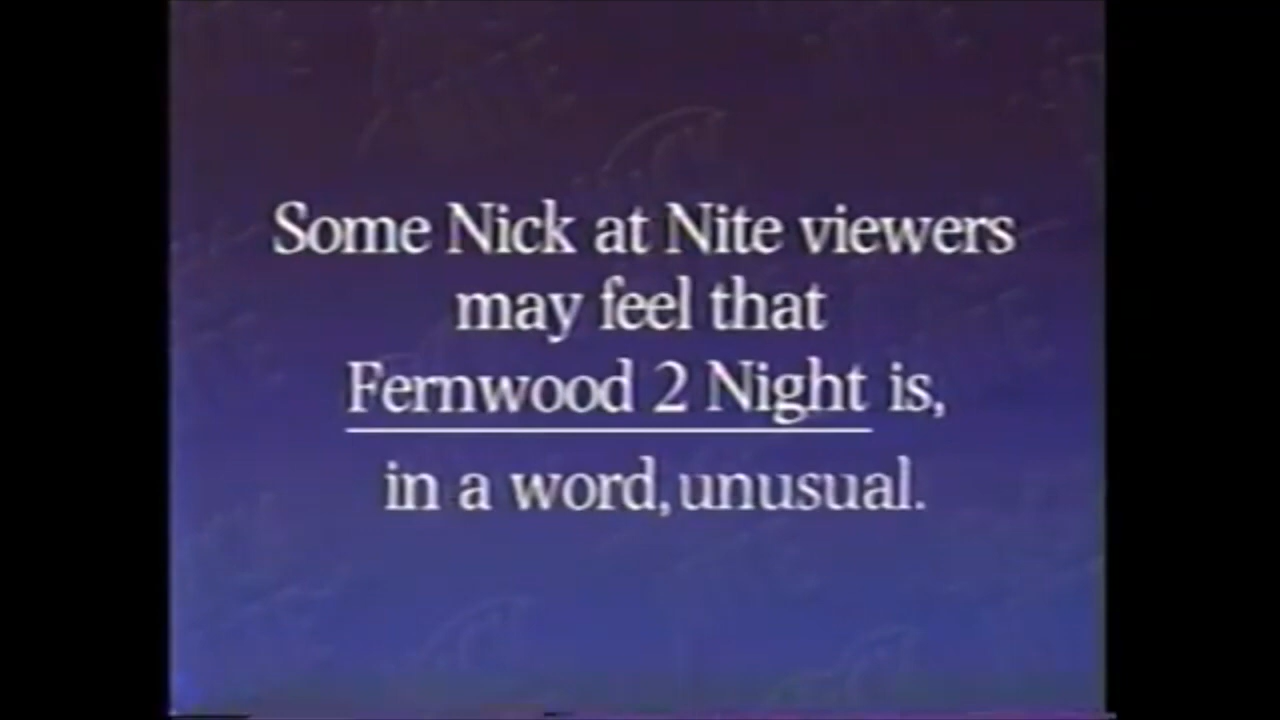 Some Nick at Nite viewers
may feel that
Fernwood 2 Night is,
in a word, unusual.